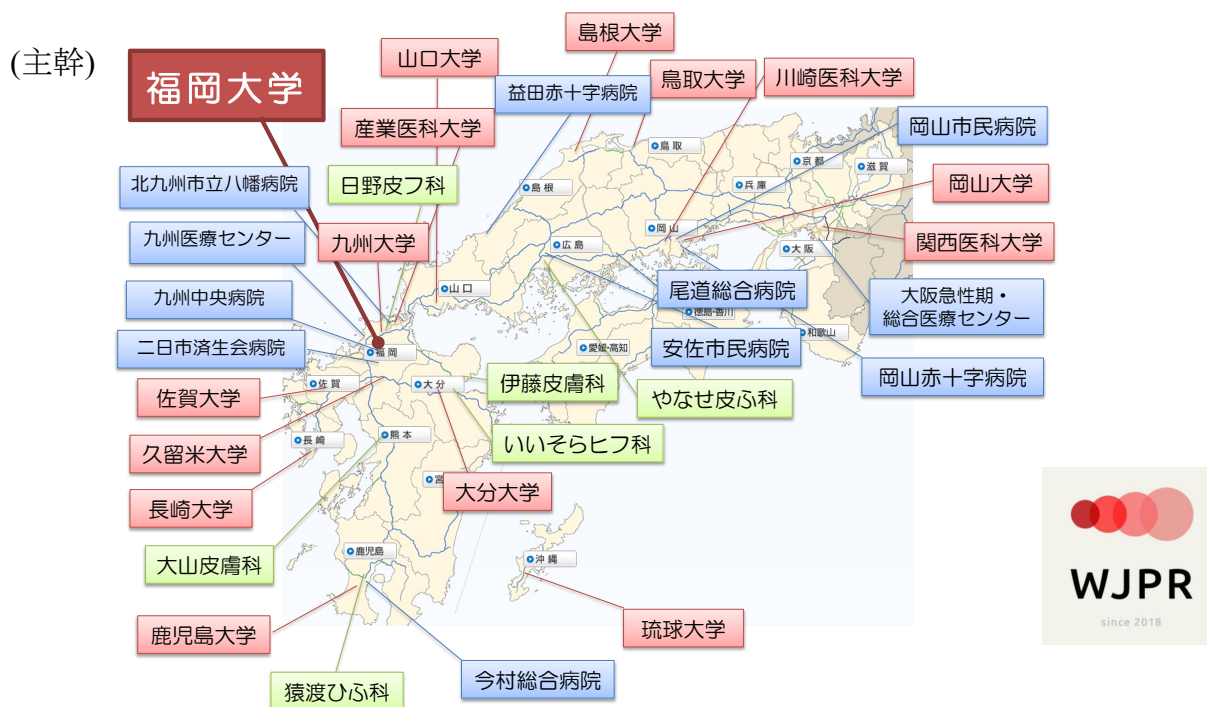 (主幹)
福岡大学
山口大学
島根大学
益田赤十字病院
鳥取大学
川崎医科大学
産業医科大学
岡山市民病院
北九州市立八幡病院
日野皮フ科
岡山大学
九州医療センター
九州大学
関西医科大学
九州中央病院
尾道総合病院
大阪急性期・
総合医療センター
二日市済生会病院
安佐市民病院
岡山赤十字病院
佐賀大学
伊藤皮膚科
やなせ皮ふ科
久留米大学
いいそらヒフ科
長崎大学
大分大学
大山皮膚科
鹿児島大学
琉球大学
猿渡ひふ科
今村総合病院
鳥取
京都
滋賀
島根
兵庫
岡山
広島
大阪
山口
徳島・香川
和歌山
愛媛・高知
福岡
佐賀
大分
長崎
熊本
宮
鹿児島
沖縄
WJPR
since 2018